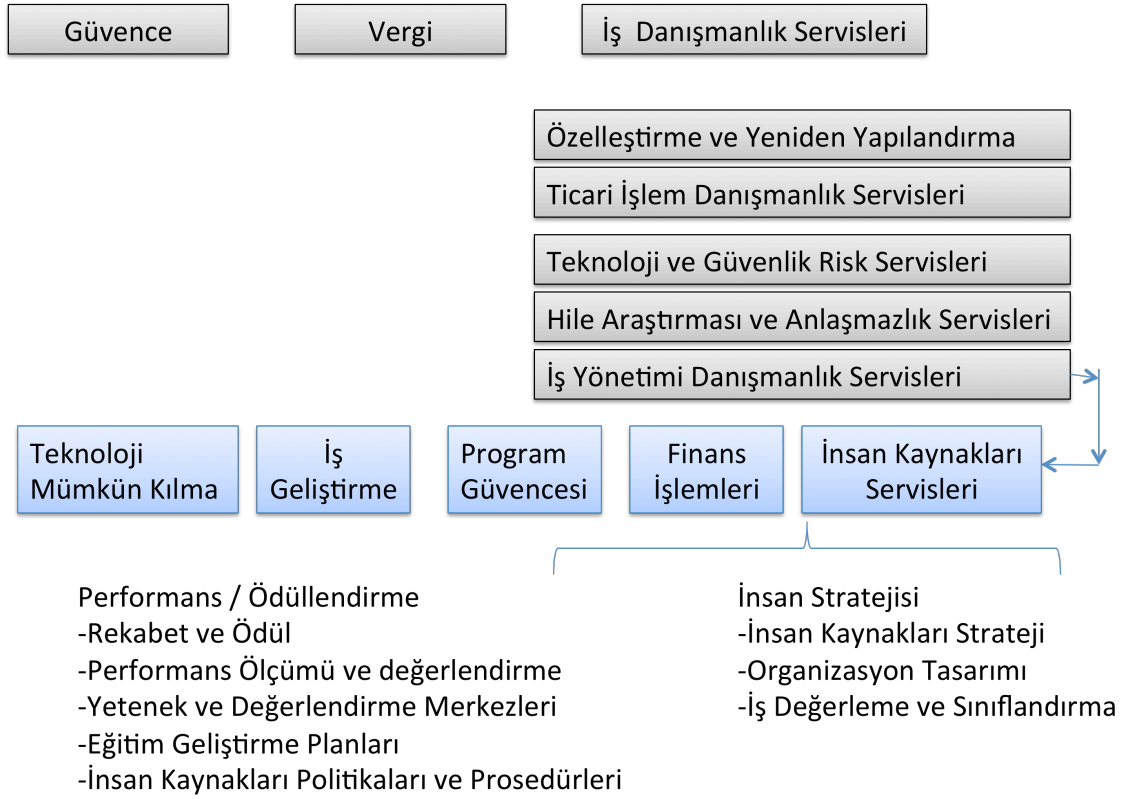 Güvence
Vergi
İş Danışmanlık Servisleri
Özelleştirme ve Yeniden Yapılandırma
Ticari İşlem Danışmanlık Servisleri
Teknoloji ve Güvenlik Risk Servisleri
Hile Araştırması ve Anlaşmazlık Servisleri
İş Yönetimi Danışmanlık Servisleri
Teknoloji
Mümkün Kılma
İş
Geliştirme
Program
Güvencesi
Finans
İşlemleri
İnsan Kaynakları
Servisleri
Performans / Ödüllendirme
-Rekabet ve Ödül
-Performans Ölçümü ve değerlendirme
-Yetenek ve Değerlendirme Merkezleri
-Eğitim Geliştirme Planları
-İnsan Kaynakları Politikaları ve Prosedürleri
İnsan Stratejisi
-İnsan Kaynakları Strateji
-Organizasyon Tasarımı
-İş Değerleme ve Sınıflandırma